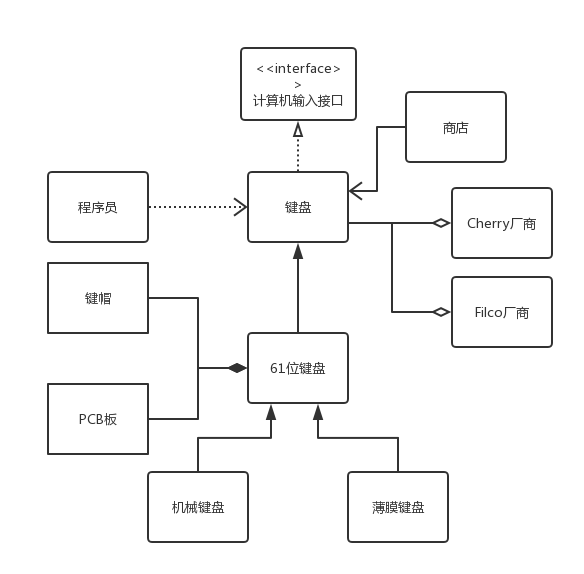 <<interface>
>
计算机输入接口
商店
程序员
键盘
Cherry厂商
键帽
Filco厂商
61位键盘
PCB板
机械键盘
薄膜键盘